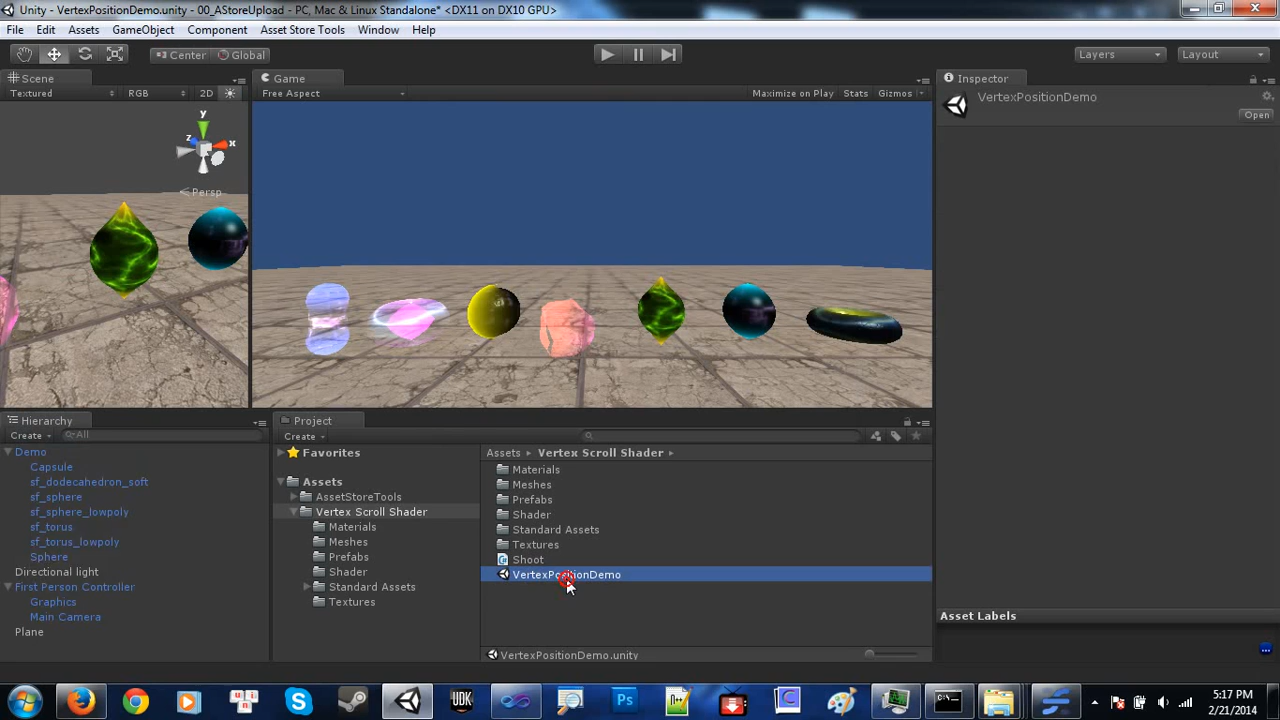 Unity - VertexPositionDemo.unity - 00_AStoreUpload - PC, Mac & Linux Standalone* <DX11 on DX10 GPU>
File Edit Assets GameObject Component Asset Store Tools Window Help
Center Global Layers Layout
Scene Game Inspector
Textured RGB 2D Free Aspect Maximize on Play Stats Gizmos
VertexPositionDemo
Open
y
z x
Persp
Hierarchy Project
Create All Create
Demo
Capsule
sf_dodecahedron_soft
sf_sphere
sf_sphere_lowpoly
sf_torus
sf_torus_lowpoly
Sphere
Directional light
First Person Controller
Graphics
Main Camera
Plane
Favorites
Assets
AssetStoreTools
Vertex Scroll Shader
Materials
Meshes
Prefabs
Shader
Standard Assets
Textures
Assets Vertex Scroll Shader
Materials
Meshes
Prefabs
Shader
Standard Assets
Textures
Shoot
VertexPositionDemo
VertexPositionDemo.unity
Asset Labels
UDK Ps
5:17 PM
2/21/2014